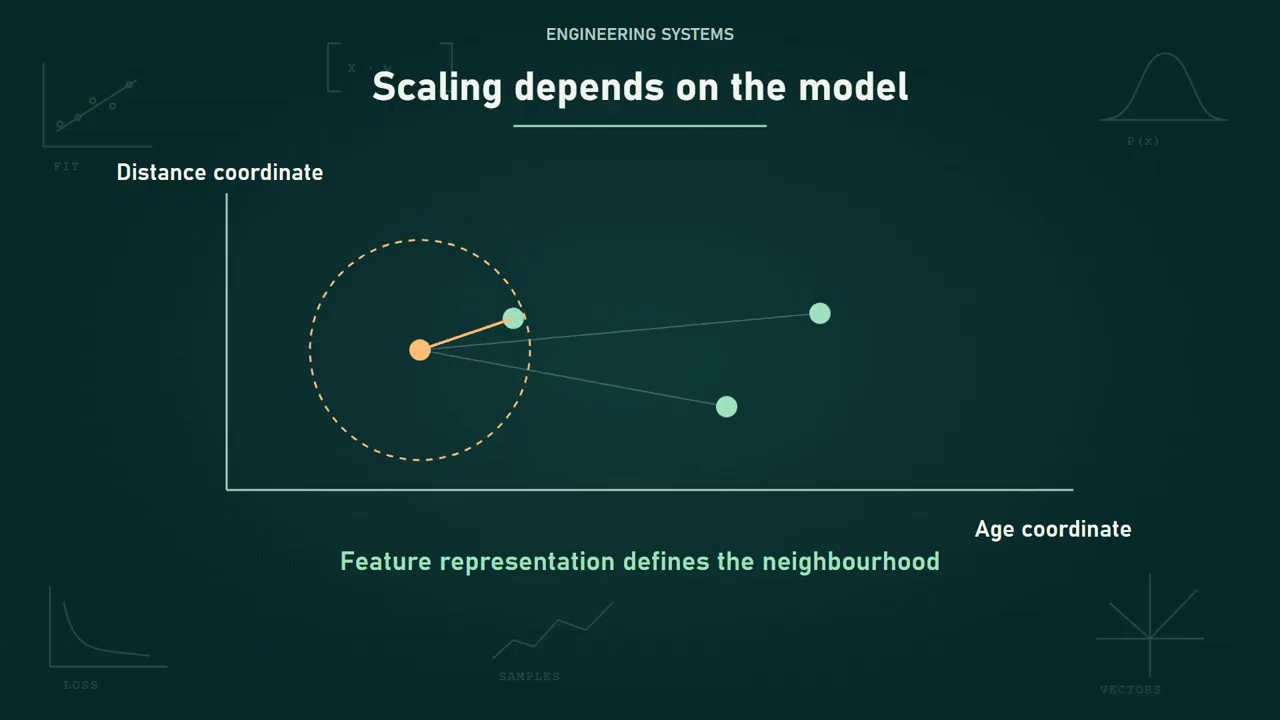 ENGINEERING SYSTEMS
Scaling depends on the model
FIT
P(X)
Distance coordinate
Age coordinate
Feature representation defines the neighbourhood
LOSS
SAMPLES
VECTORS